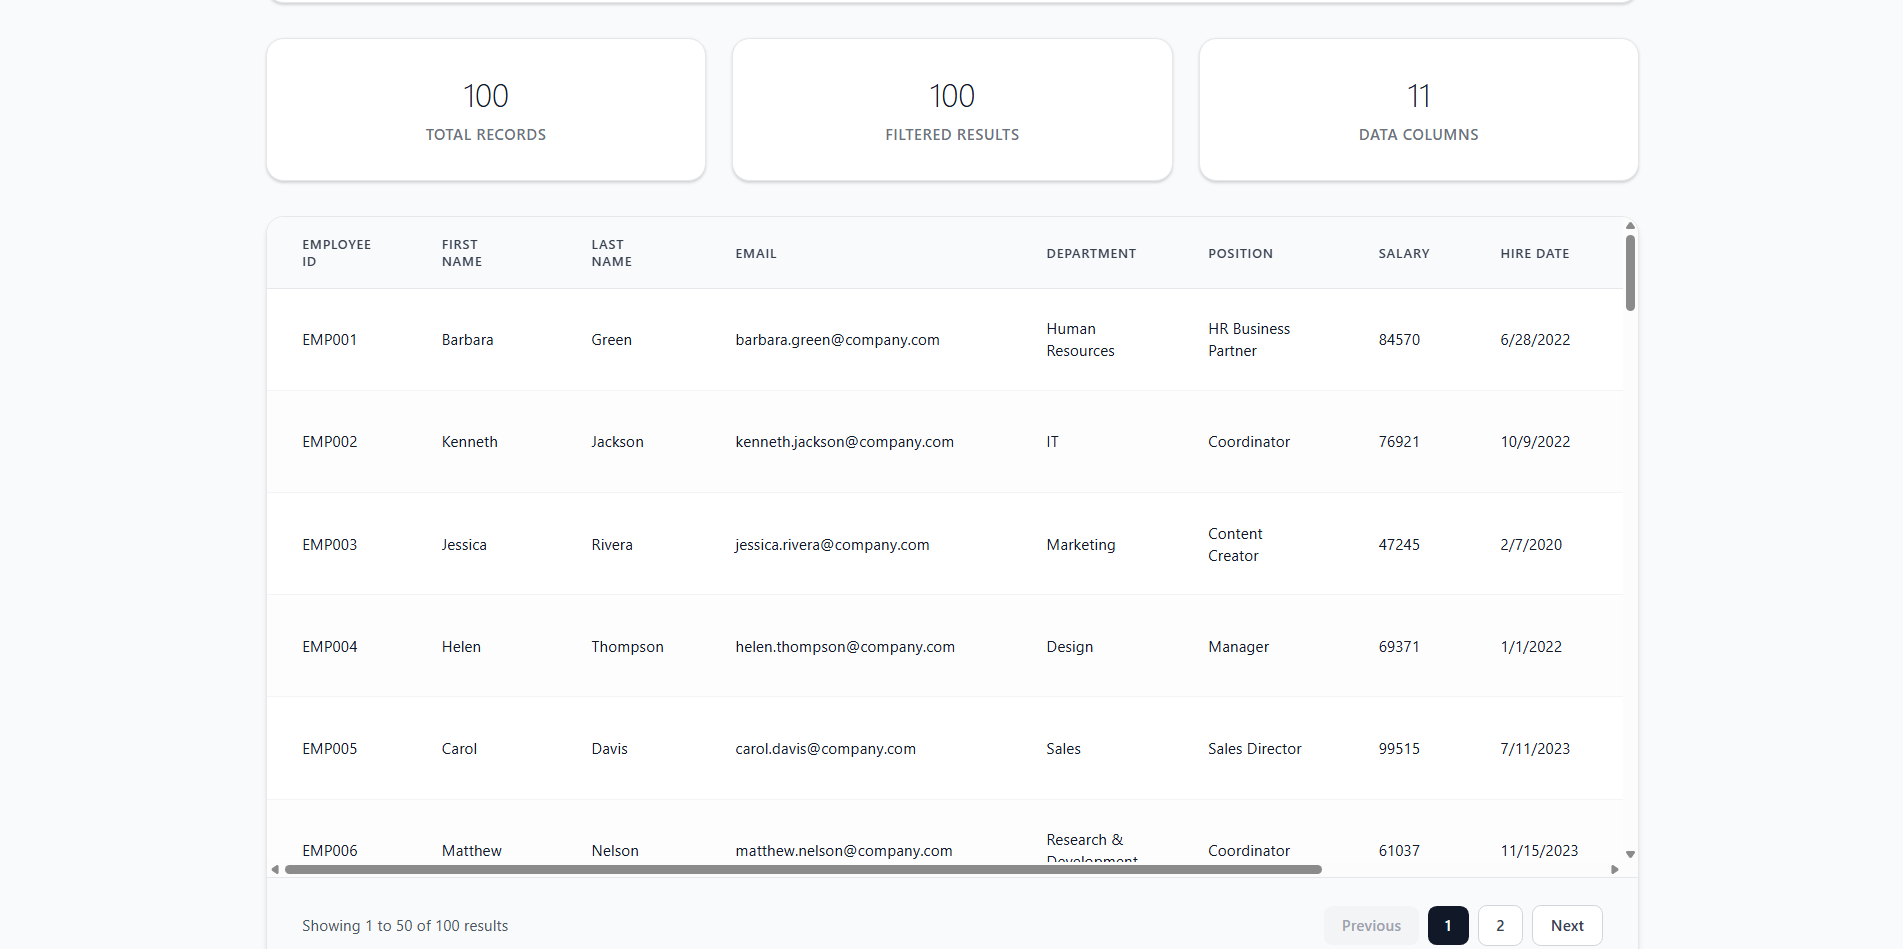 100
TOTAL RECORDS
100
FILTERED RESULTS
11
DATA COLUMNS
EMPLOYEE ID FIRST NAME LAST NAME EMAIL DEPARTMENT POSITION SALARY HIRE DATE
EMP001 Barbara Green barbara.green@company.com Human Resources HR Business Partner 84570 6/28/2022
EMP002 Kenneth Jackson kenneth.jackson@company.com IT Coordinator 76921 10/9/2022
EMP003 Jessica Rivera jessica.rivera@company.com Marketing Content Creator 47245 2/7/2020
EMP004 Helen Thompson helen.thompson@company.com Design Manager 69371 1/1/2022
EMP005 Carol Davis carol.davis@company.com Sales Sales Director 99515 7/11/2023
EMP006 Matthew Nelson matthew.nelson@company.com Research & Development Coordinator 61037 11/15/2023
Showing 1 to 50 of 100 results
Previous 1 2 Next